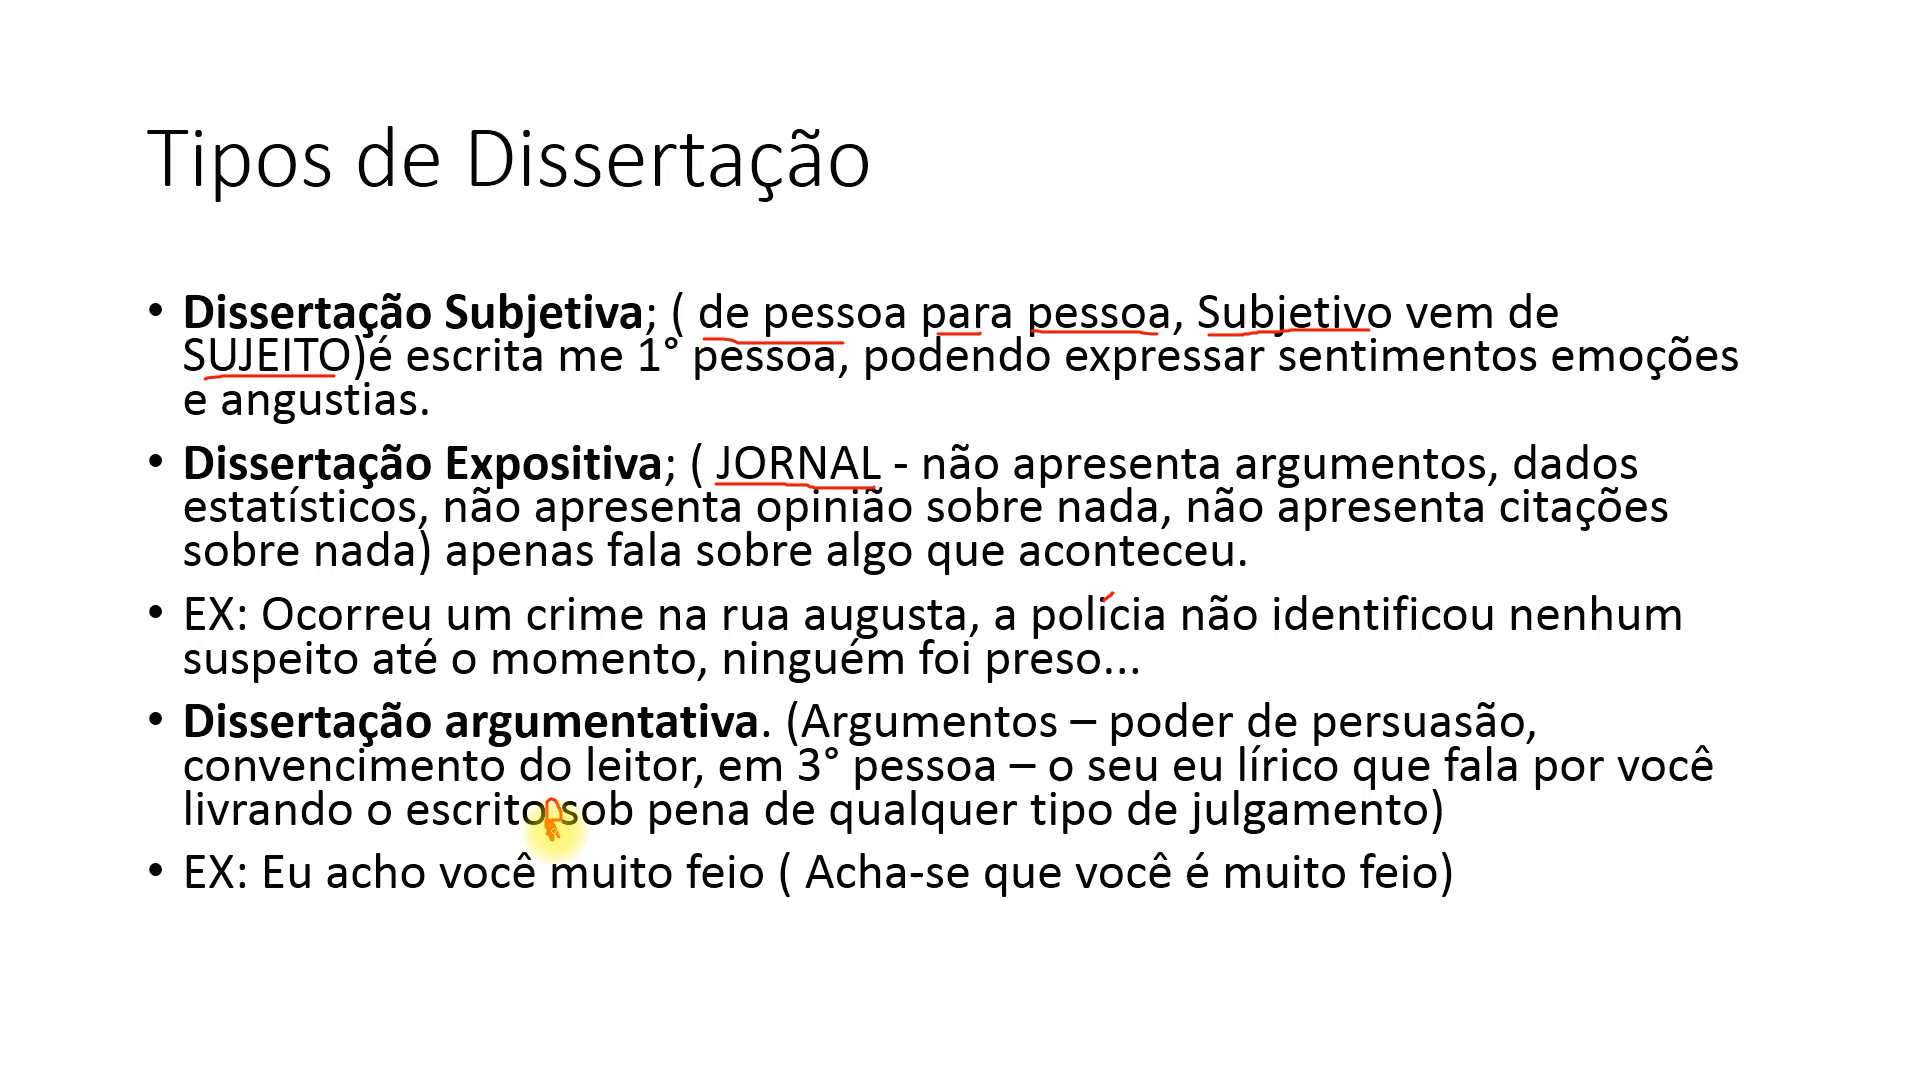 Tipos de Dissertação
• Dissertação Subjetiva; ( de pessoa para pessoa, Subjetivo vem de
SUJEITO)é escrita me 1° pessoa, podendo expressar sentimentos emoções
e angustias.
• Dissertação Expositiva; ( JORNAL - não apresenta argumentos, dados
estatísticos, não apresenta opinião sobre nada, não apresenta citações
sobre nada) apenas fala sobre algo que aconteceu.
• EX: Ocorreu um crime na rua augusta, a polícia não identificou nenhum
suspeito até o momento, ninguém foi preso...
• Dissertação argumentativa. (Argumentos – poder de persuasão,
convencimento do leitor, em 3° pessoa – o seu eu lírico que fala por você
livrando o escrito sob pena de qualquer tipo de julgamento)
• EX: Eu acho você muito feio ( Acha-se que você é muito feio)